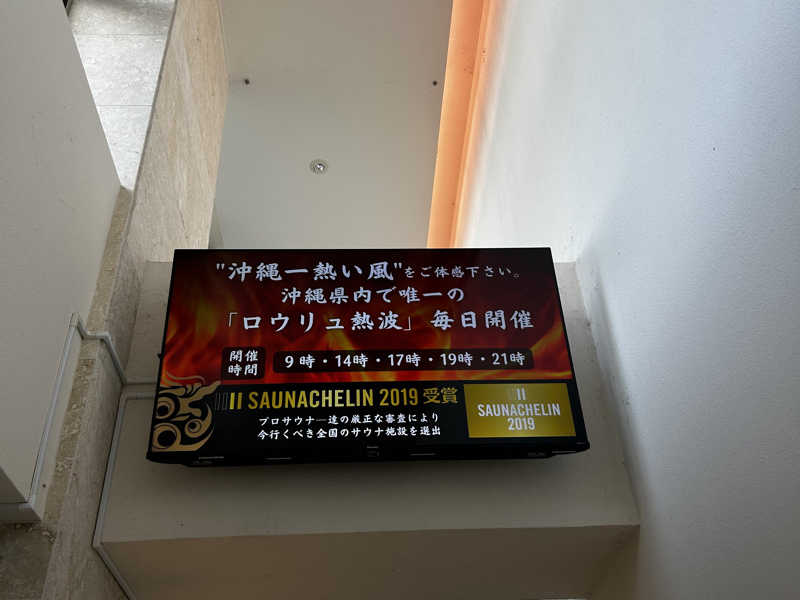 "沖縄一熱い風"をご体感下さい。
沖縄県内で唯一の
「ロウリュ熱波」毎日開催
開催時間
9時・14時・17時・19時・21時
SAUNACHELIN 2019 受賞
プロサウナ―達の厳正な審査により
今行くべき全国のサウナ施設を選出
SAUNACHELIN
2019